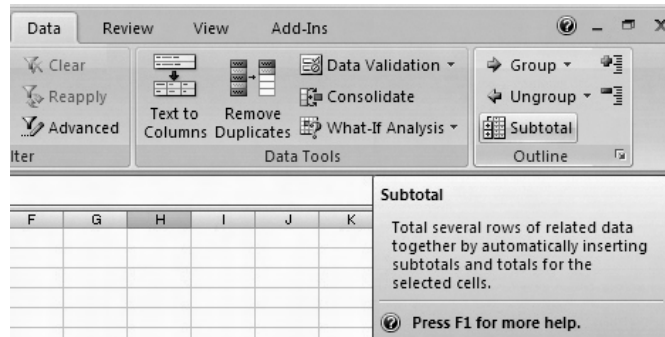 Data Review View Add-Ins
Clear
Reapply
Advanced
lter
Text to
Columns
Remove
Duplicates
Data Validation
Consolidate
What-If Analysis
Data Tools
Group
Ungroup
Subtotal
Outline
F G H I J K
Subtotal
Total several rows of related data
together by automatically inserting
subtotals and totals for the
selected cells.
Press F1 for more help.